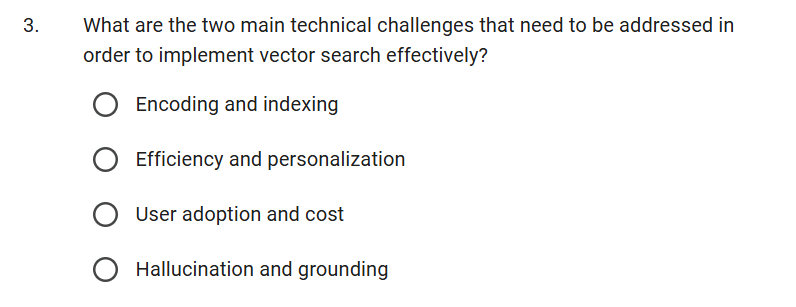 3. What are the two main technical challenges that need to be addressed in
order to implement vector search effectively?
Encoding and indexing
Efficiency and personalization
User adoption and cost
Hallucination and grounding